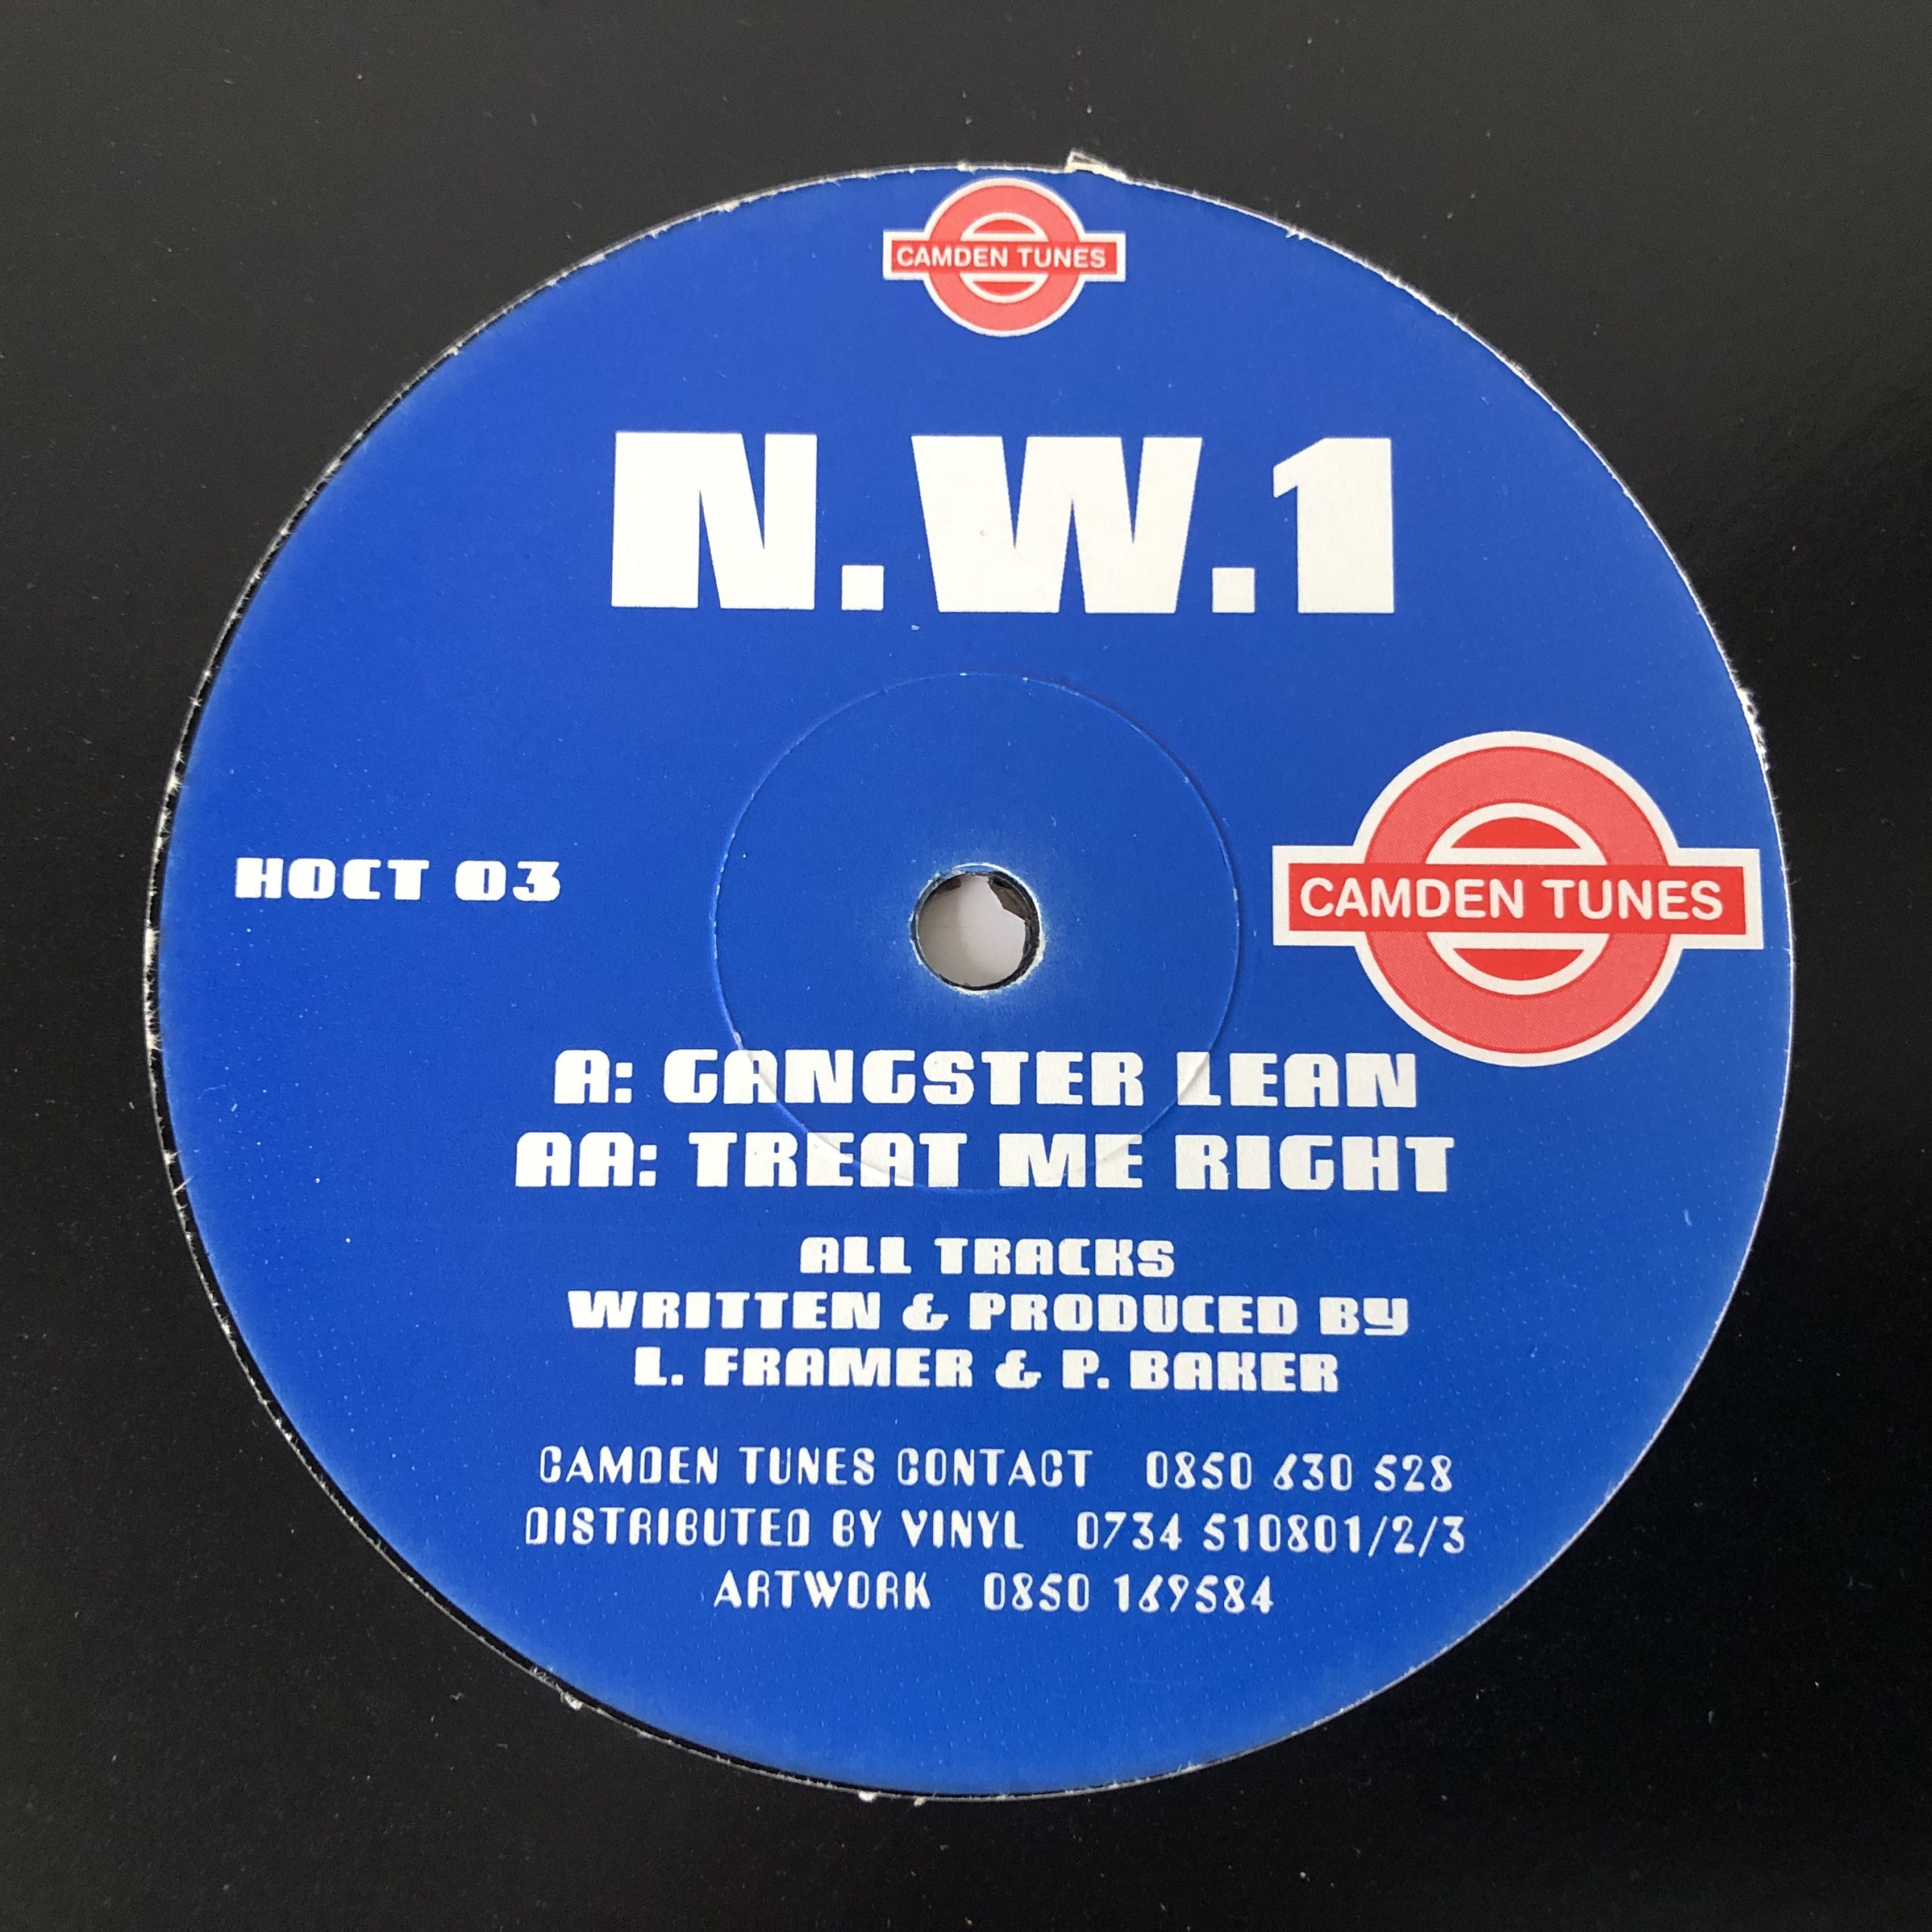 CAMDEN TUNES
N.W.1
HOCT 03
CAMDEN TUNES
A: GANGSTER LEAN
AA: TREAT ME RIGHT
ALL TRACKS
WRITTEN & PRODUCED BY
L. FRAMER & P. BAKER
CAMDEN TUNES CONTACT 0850 630 528
DISTRIBUTED BY VINYL 0734 510801/2/3
ARTWORK 0850 169584